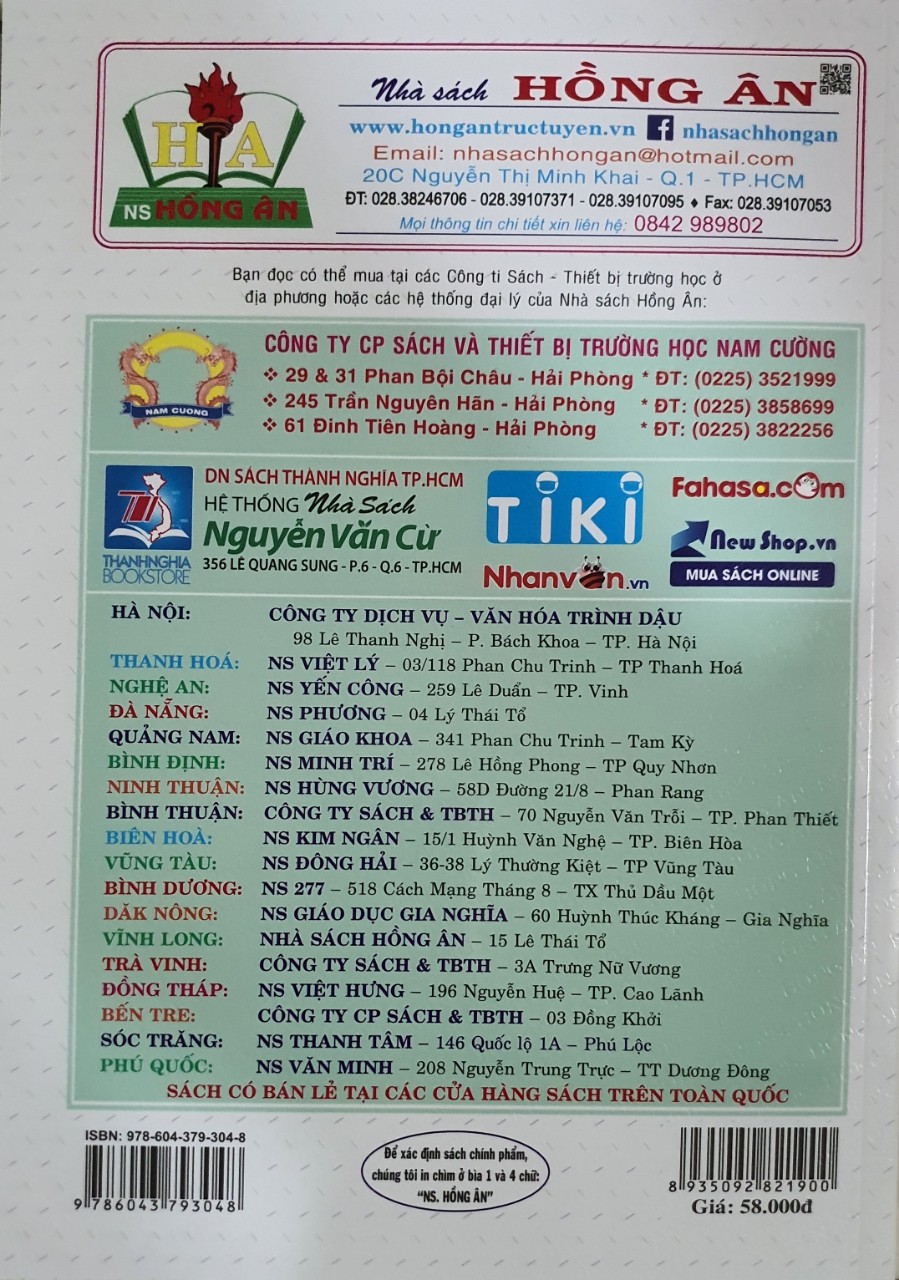 H A
NS HỒNG ÂN
Nhà sách HỒNG ÂN
www.hongantructuyen.vn f nhasachhongan
Email: nhasachhongan@hotmail.com
20C Nguyễn Thị Minh Khai - Q.1 - TP.HCM
ĐT: 028.38246706 - 028.39107371 - 028.39107095 ♦ Fax: 028.39107053
Mọi thông tin chi tiết xin liên hệ: 0842 989802
Bạn đọc có thể mua tại các Công ti Sách - Thiết bị trường học ở
địa phương hoặc các hệ thống đại lý của Nhà sách Hồng Ân:
NAM CUONG
CÔNG TY CP SÁCH VÀ THIẾT BỊ TRƯỜNG HỌC NAM CƯỜNG
❖ 29 & 31 Phan Bội Châu - Hải Phòng * ĐT: (0225) 3521999
❖ 245 Trần Nguyên Hãn - Hải Phòng * ĐT: (0225) 3858699
❖ 61 Đinh Tiên Hoàng - Hải Phòng * ĐT: (0225) 3822256
THANHNGHIA
BOOKSTORE
DN SÁCH THÀNH NGHĨA TP.HCM
HỆ THỐNG Nhà Sách
Nguyễn Văn Cừ
356 LÊ QUANG SUNG - P.6 - Q.6 - TP.HCM
TIKI
Nhanvăn.vn
Fahasa.com
New Shop.vn
MUA SÁCH ONLINE
HÀ NỘI: CÔNG TY DỊCH VỤ – VĂN HÓA TRÌNH DẬU
98 Lê Thanh Nghị – P. Bách Khoa – TP. Hà Nội
THANH HOÁ: NS VIỆT LÝ – 03/118 Phan Chu Trinh – TP Thanh Hoá
NGHỆ AN: NS YẾN CÔNG – 259 Lê Duẩn – TP. Vinh
ĐÀ NẴNG: NS PHƯƠNG – 04 Lý Thái Tổ
QUẢNG NAM: NS GIÁO KHOA – 341 Phan Chu Trinh – Tam Kỳ
BÌNH ĐỊNH: NS MINH TRÍ – 278 Lê Hồng Phong – TP Quy Nhơn
NINH THUẬN: NS HÙNG VƯƠNG – 58D Đường 21/8 – Phan Rang
BÌNH THUẬN: CÔNG TY SÁCH & TBTH – 70 Nguyễn Văn Trỗi – TP. Phan Thiết
BIÊN HOÀ: NS KIM NGÂN – 15/1 Huỳnh Văn Nghệ – TP. Biên Hòa
VŨNG TÀU: NS ĐÔNG HẢI – 36-38 Lý Thường Kiệt – TP Vũng Tàu
BÌNH DƯƠNG: NS 277 – 518 Cách Mạng Tháng 8 – TX Thủ Dầu Một
DĂK NÔNG: NS GIÁO DỤC GIA NGHĨA – 60 Huỳnh Thúc Kháng – Gia Nghĩa
VĨNH LONG: NHÀ SÁCH HỒNG ÂN – 15 Lê Thái Tổ
TRÀ VINH: CÔNG TY SÁCH & TBTH – 3A Trưng Nữ Vương
ĐỒNG THÁP: NS VIỆT HƯNG – 196 Nguyễn Huệ – TP. Cao Lãnh
BẾN TRE: CÔNG TY CP SÁCH & TBTH – 03 Đồng Khởi
SÓC TRĂNG: NS THANH TÂM – 146 Quốc lộ 1A – Phú Lộc
PHÚ QUỐC: NS VĂN MINH – 208 Nguyễn Trung Trực – TT Dương Đông
SÁCH CÓ BÁN LẺ TẠI CÁC CỬA HÀNG SÁCH TRÊN TOÀN QUỐC
ISBN: 978-604-379-304-8
9 786043 793048
Để xác định sách chính phẩm,
chúng tôi in chìm ở bìa 1 và 4 chữ:
"NS. HỒNG ÂN"
8 935092 821900
Giá: 58.000đ